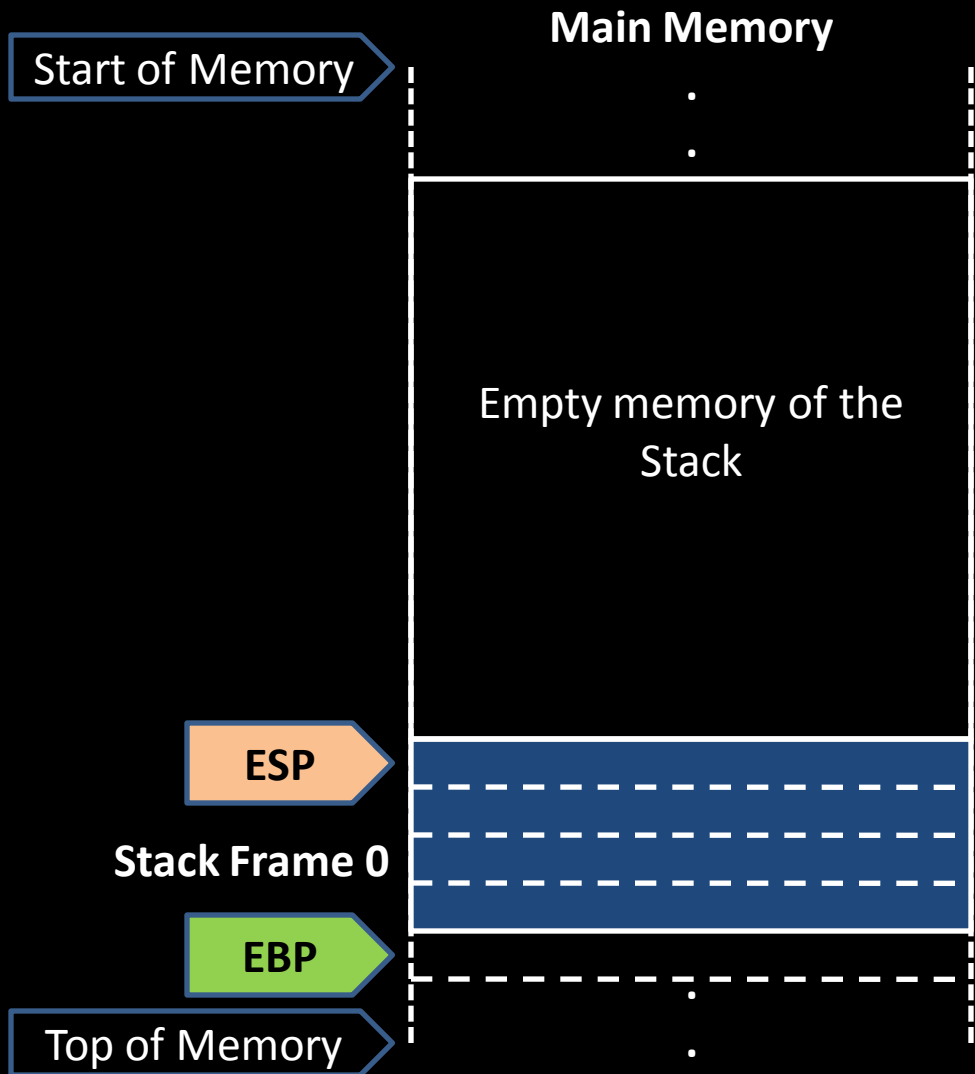 Main Memory
Start of Memory
.
.
Empty memory of the
Stack
ESP
Stack Frame 0
EBP
.
Top of Memory
.